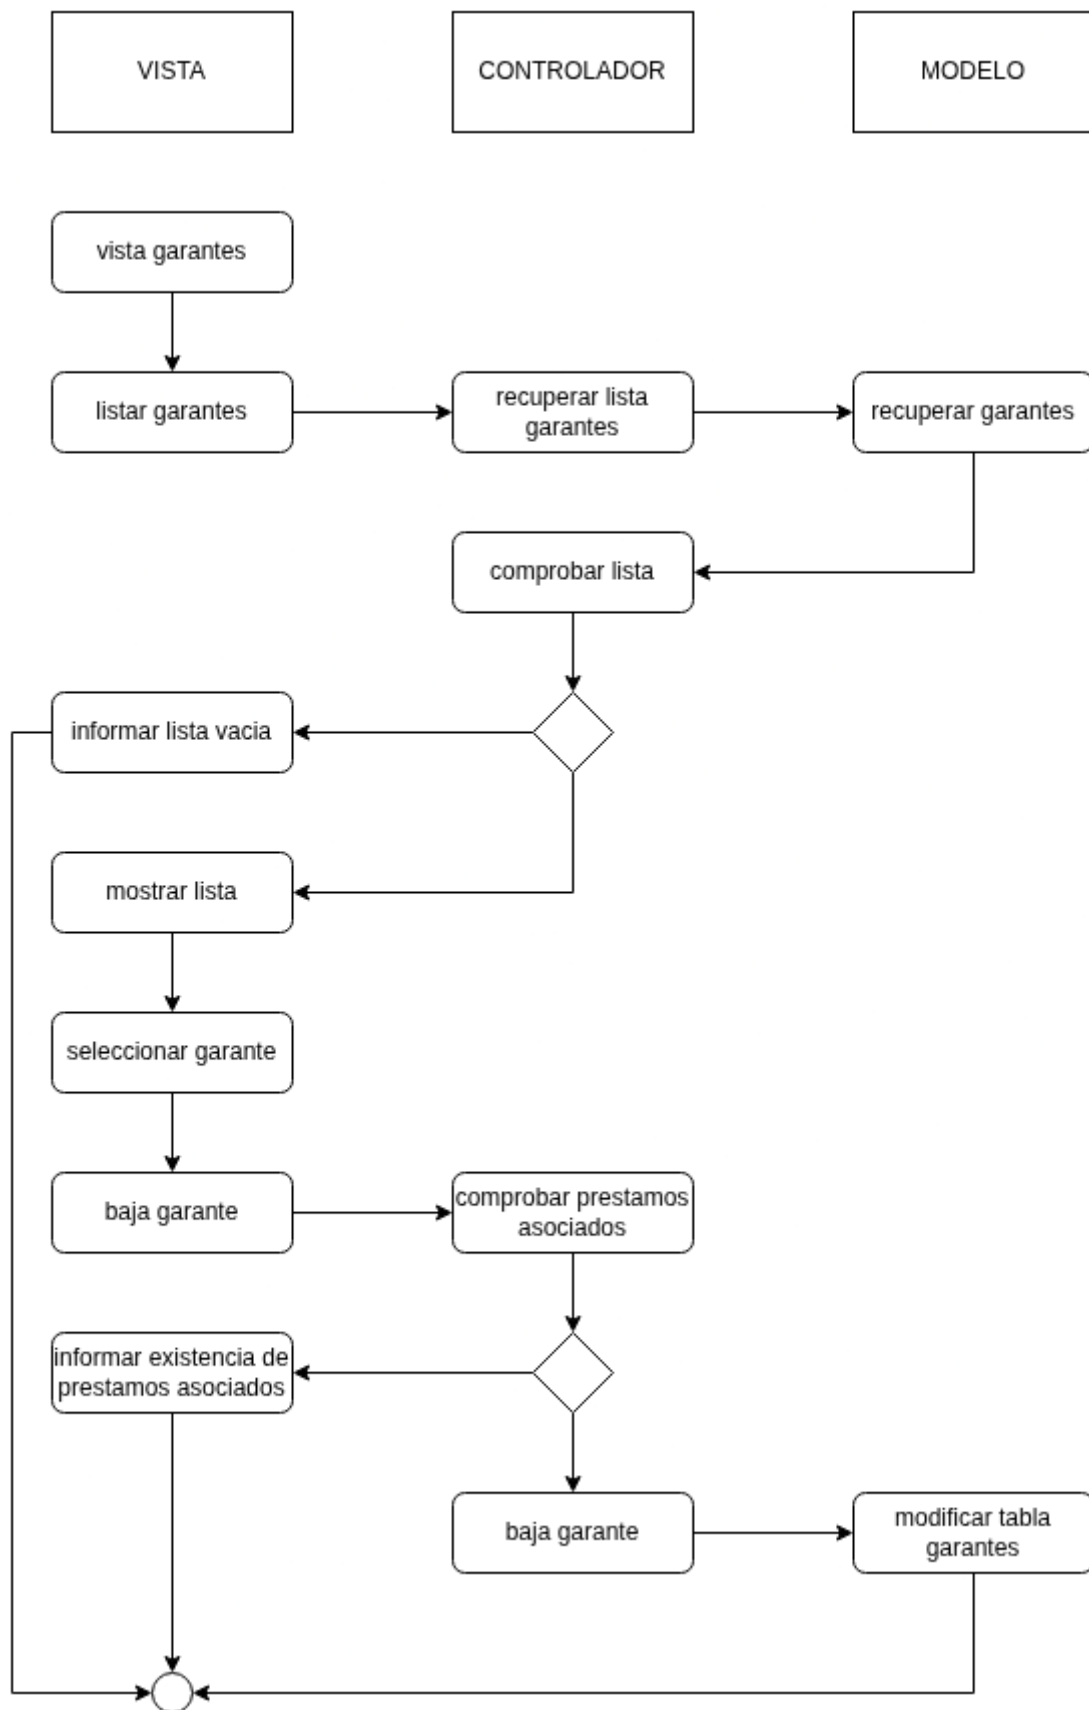 VISTA
CONTROLADOR
MODELO
vista garantes
listar garantes
recuperar lista
garantes
recuperar garantes
comprobar lista
informar lista vacia
mostrar lista
seleccionar garante
baja garante
comprobar prestamos
asociados
informar existencia de
prestamos asociados
baja garante
modificar tabla
garantes